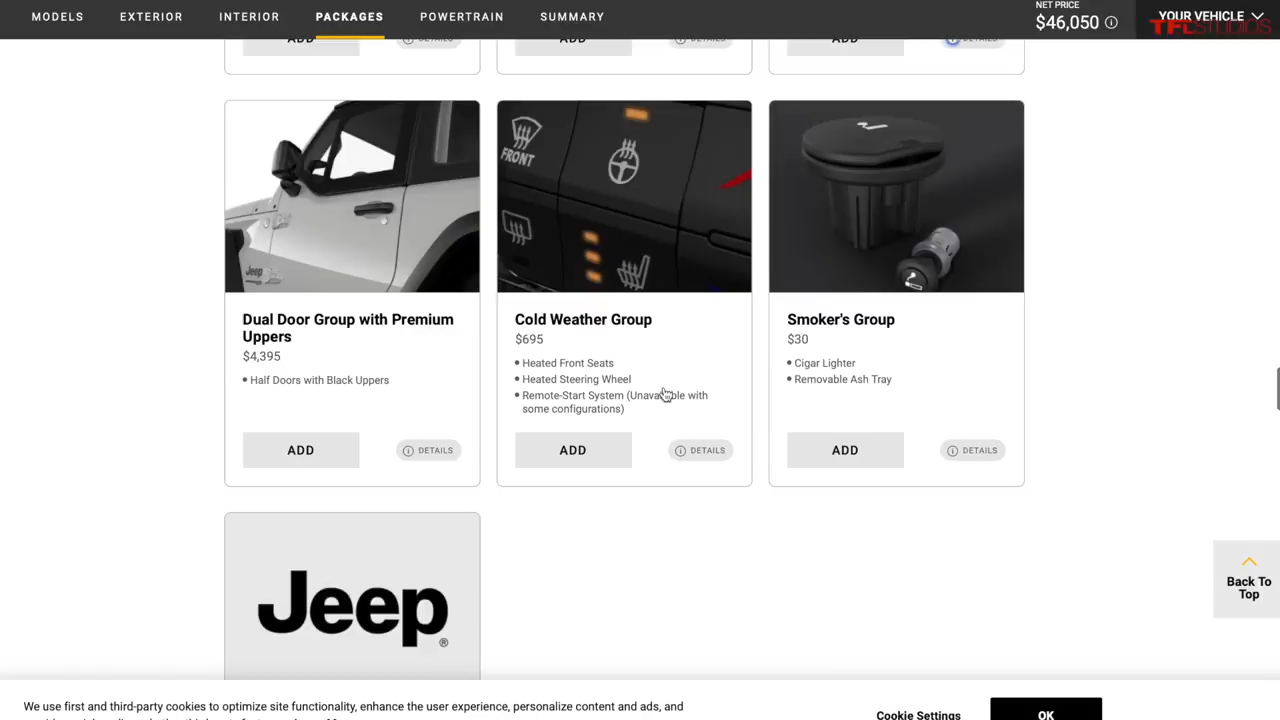 MODELS
EXTERIOR
INTERIOR
PACKAGES
POWERTRAIN
SUMMARY
NET PRICE
$46,050
YOUR VEHICLE
TFLSTUDIOS
ADD
DETAILS
ADD
DETAILS
ADD
DETAILS
Jeep
FRONT
Dual Door Group with Premium
Uppers
$4,395
• Half Doors with Black Uppers
ADD
DETAILS
Cold Weather Group
$695
• Heated Front Seats
• Heated Steering Wheel
• Remote-Start System (Unavailable with
some configurations)
ADD
DETAILS
Smoker's Group
$30
• Cigar Lighter
• Removable Ash Tray
ADD
DETAILS
Jeep
®
Back To
Top
We use first and third-party cookies to optimize site functionality, enhance the user experience, personalize content and ads, and
Cookie Settings
OK